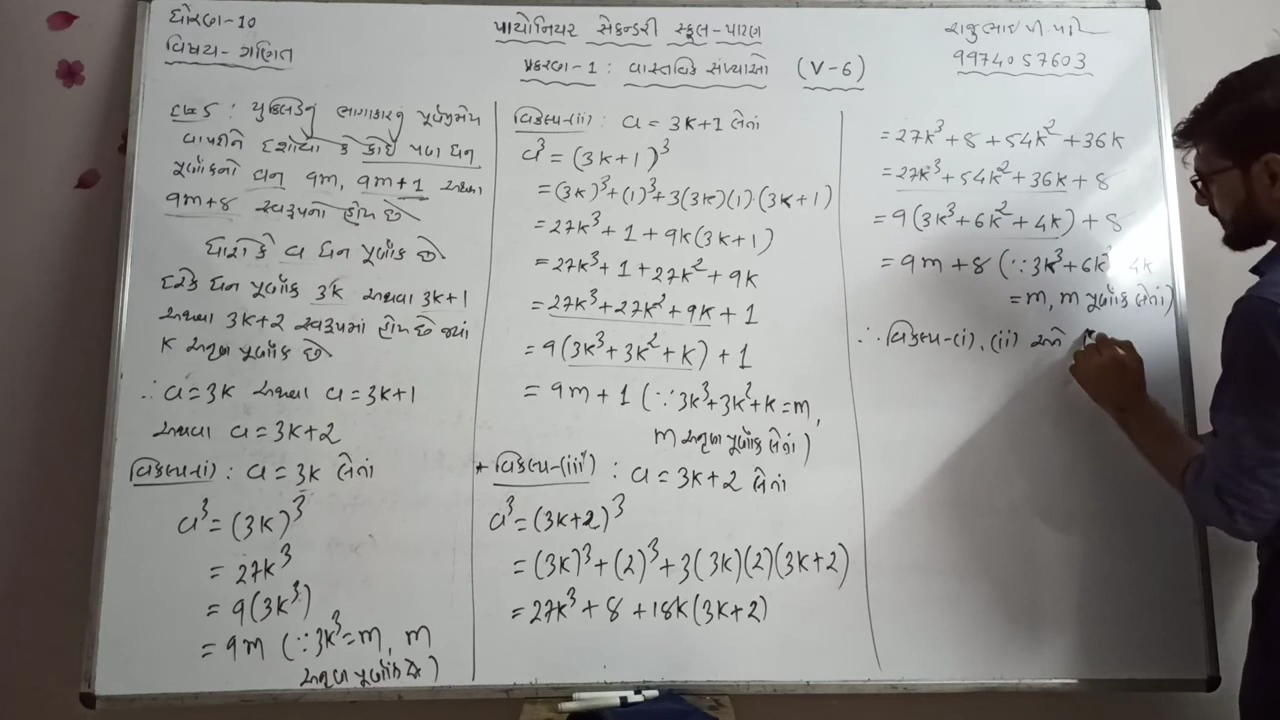 ધોરણ-10
વિષય- ગણિત
પાયોનિયર સેકન્ડરી સ્કૂલ-પાટણ
પ્રકરણ-1 : વાસ્તવિક સંખ્યાઓ (V-6)
રાજુભાઇ પી.
9974057603
: યુક્લિડનું ભાગાકારનું પૂર્વપ્રમેય
વાપરીને દર્શાવો કે કોઈ પણ ધન
પૂર્ણાંકનો ઘન 9m, 9m+1 અથવા
9m+8 સ્વરૂપનો હોય છે
ધારોકે a ધન પૂર્ણાંક છે
દરેક ધન પૂર્ણાંક 3k અથવા 3k+1
અથવા 3k+2 સ્વરૂપમાં હોય છે જ્યાં
k અનૃણ પૂર્ણાંક છે
∴ a=3k અથવા a=3k+1
અથવા a=3k+2
વિકલ્પ-(i) : a=3k લેતાં
a³=(3k)³
=27k³
=9(3k³)
=9m (∵3k³=m, m
અનૃણ પૂર્ણાંક છે)
વિકલ્પ-(ii) : a=3k+1 લેતાં
a³=(3k+1)³
=(3k)³+(1)³+3(3k)(1)·(3k+1)
=27k³+1+9k(3k+1)
=27k³+1+27k²+9k
=27k³+27k²+9k+1
=9(3k³+3k²+k)+1
=9m+1 (∵3k³+3k²+k=m,
m અનૃણ પૂર્ણાંક લેતાં)
* વિકલ્પ-(iii) : a=3k+2 લેતાં
a³=(3k+2)³
=(3k)³+(2)³+3(3k)(2)(3k+2)
=27k³+8+18k(3k+2)
=27k³+8+54k²+36k
=27k³+54k²+36k+8
=9(3k³+6k²+4k)+8
=9m+8 (∵3k³+6k² 4k
=m, m પૂર્ણાંક લેતાં)
∴ વિકલ્પ-(i), (ii) અને